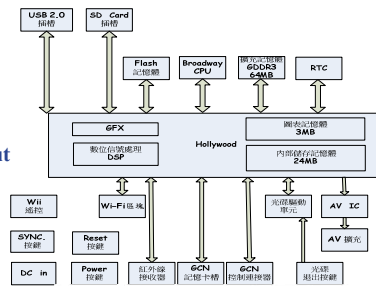 USB 2.0
插槽
SD Card
插槽
Flash
記憶體
Broadway
CPU
擴充記憶體
GDDR3
64MB
RTC
GFX
數位信號處理
DSP
Hollywood
圖表記憶體
3MB
內部儲存記憶體
24MB
ut
Wii
遙控
Wi-Fi區塊
光碟驅動
單元
AV IC
SYNC.
按鍵
Reset
按鍵
AV 擴充
DC in
Power
按鍵
紅外線
接收器
GCN
記憶卡槽
GCN
控制連接器
光碟
退出按鍵